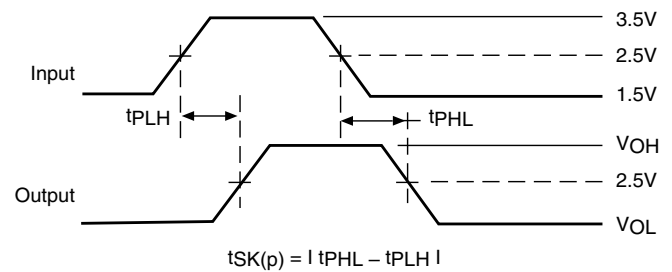 3.5V
Input
2.5V
1.5V
tPLH
tPHL
VOH
Output
2.5V
VOL
tSK(p) = I tPHL – tPLH I